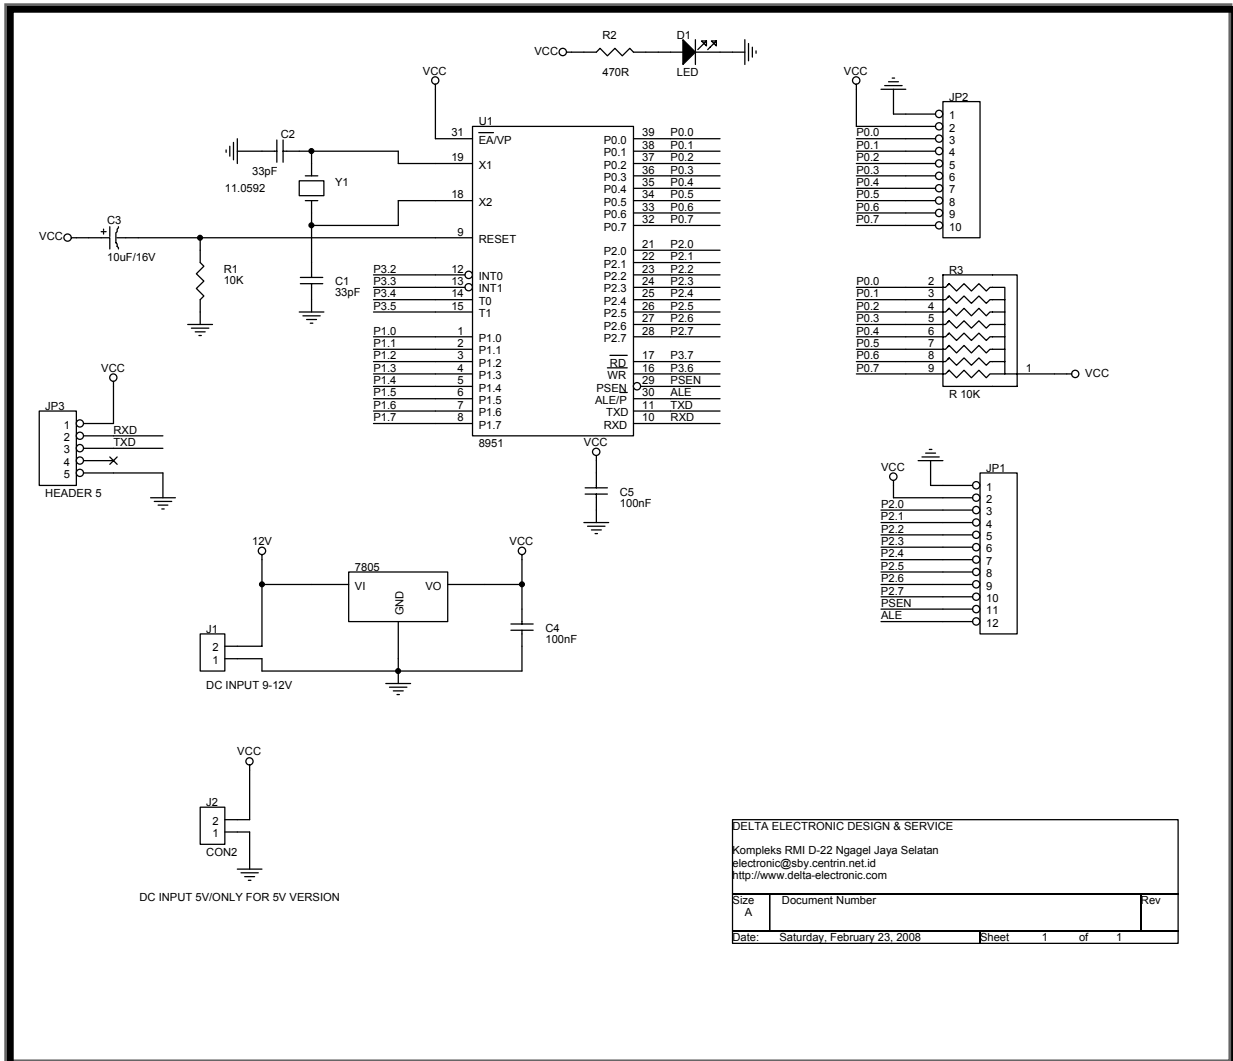 R2
D1
VCC
470R
LED
VCC
U1
31
EA/VP
C2
33pF
19
X1
11.0592
Y1
18
X2
C3
+
VCC
10uF/16V
9
RESET
R1
10K
C1
33pF
P3.2 12 INT0
P3.3 13 INT1
P3.4 14 T0
P3.5 15 T1
P1.0 1 P1.0
P1.1 2 P1.1
P1.2 3 P1.2
P1.3 4 P1.3
P1.4 5 P1.4
P1.5 6 P1.5
P1.6 7 P1.6
P1.7 8 P1.7
P0.0 39 P0.0
P0.1 38 P0.1
P0.2 37 P0.2
P0.3 36 P0.3
P0.4 35 P0.4
P0.5 34 P0.5
P0.6 33 P0.6
P0.7 32 P0.7
P2.0 21 P2.0
P2.1 22 P2.1
P2.2 23 P2.2
P2.3 24 P2.3
P2.4 25 P2.4
P2.5 26 P2.5
P2.6 27 P2.6
P2.7 28 P2.7
RD 17 P3.7
WR 16 P3.6
PSEN 29 PSEN
ALE/P 30 ALE
TXD 11 TXD
RXD 10 RXD
8951
VCC
C5
100nF
VCC
JP2
1
2
P0.0 3
P0.1 4
P0.2 5
P0.3 6
P0.4 7
P0.5 8
P0.6 9
P0.7 10
R3
P0.0 2
P0.1 3
P0.2 4
P0.3 5
P0.4 6
P0.5 7
P0.6 8
P0.7 9
1 VCC
R 10K
VCC
JP3
1
2 RXD
3 TXD
4
5
HEADER 5
VCC
JP1
1
2
P2.0 3
P2.1 4
P2.2 5
P2.3 6
P2.4 7
P2.5 8
P2.6 9
P2.7 10
PSEN 11
ALE 12
12V
7805
VI
VO
GND
VCC
C4
100nF
J1
2
1
DC INPUT 9-12V
VCC
J2
2
1
CON2
DC INPUT 5V/ONLY FOR 5V VERSION
DELTA ELECTRONIC DESIGN & SERVICE
Kompleks RMI D-22 Ngagel Jaya Selatan
electronic@sby.centrin.net.id
http://www.delta-electronic.com
Size Document Number Rev
A
Date: Saturday, February 23, 2008 Sheet 1 of 1